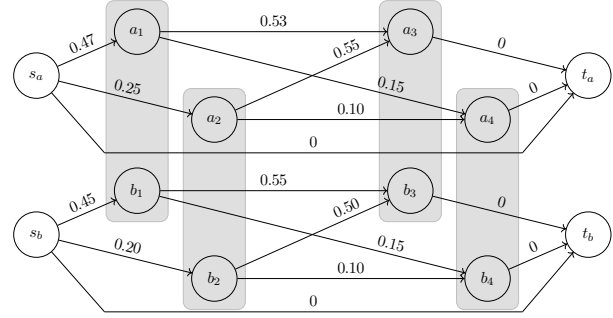 a₁ 0.53 a₃
0.47 0.55 0
sₐ 0.25 0.15 0 tₐ
a₂ 0.10 a₄
0
b₁ 0.55 b₃
0.45 0.50 0
s_b 0.20 0.15 0 t_b
b₂ 0.10 b₄
0